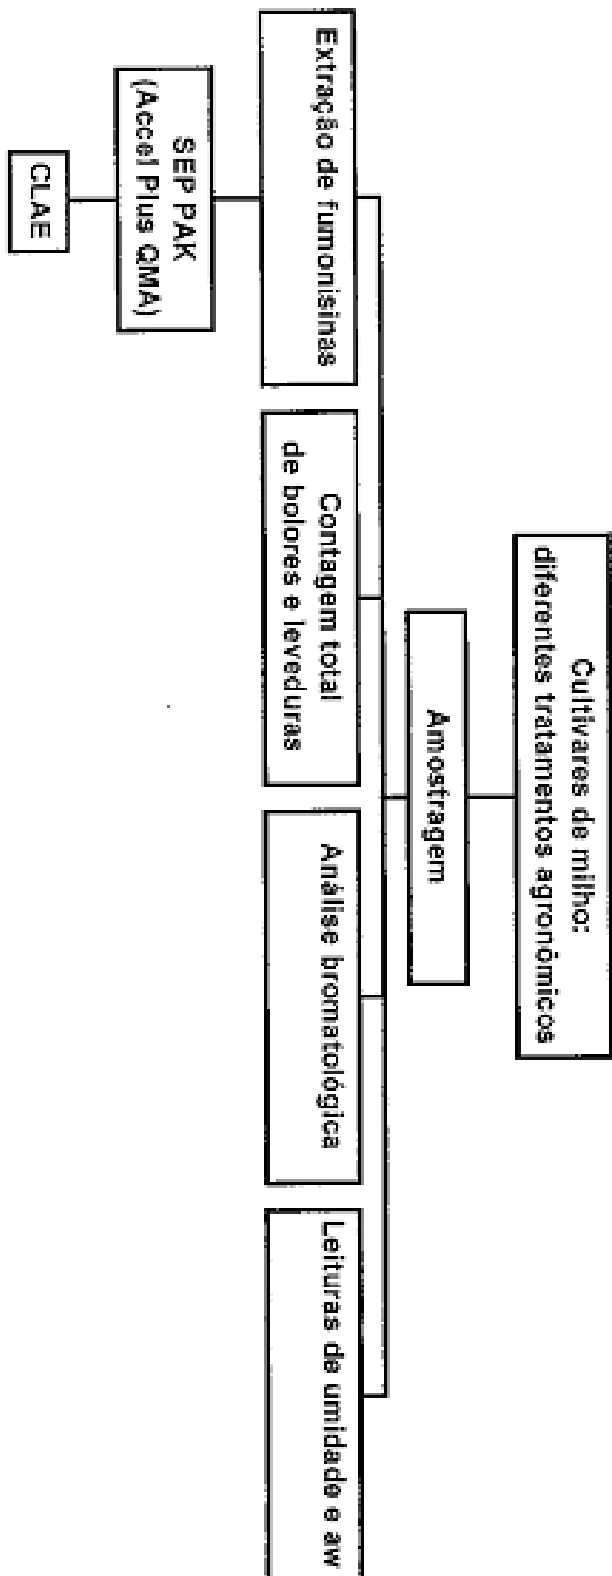 Cultivares de milho:
diferentes tratamentos agronômicos
Amostragem
Extração de fumonisinas
Contagem total
de bolores e leveduras
Análise bromatológica
Leituras de umidade e aw
SEP PAK
(Accel Plus QMA)
CLAE